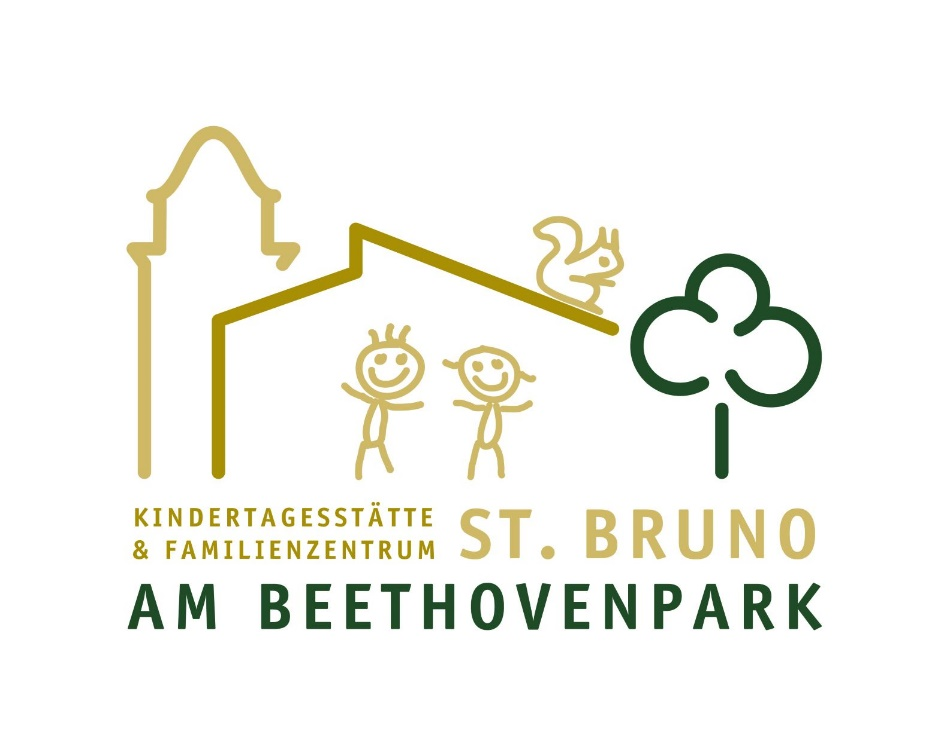 KINDERTAGESSTÄTTE
& FAMILIENZENTRUM
ST. BRUNO
AM BEETHOVENPARK